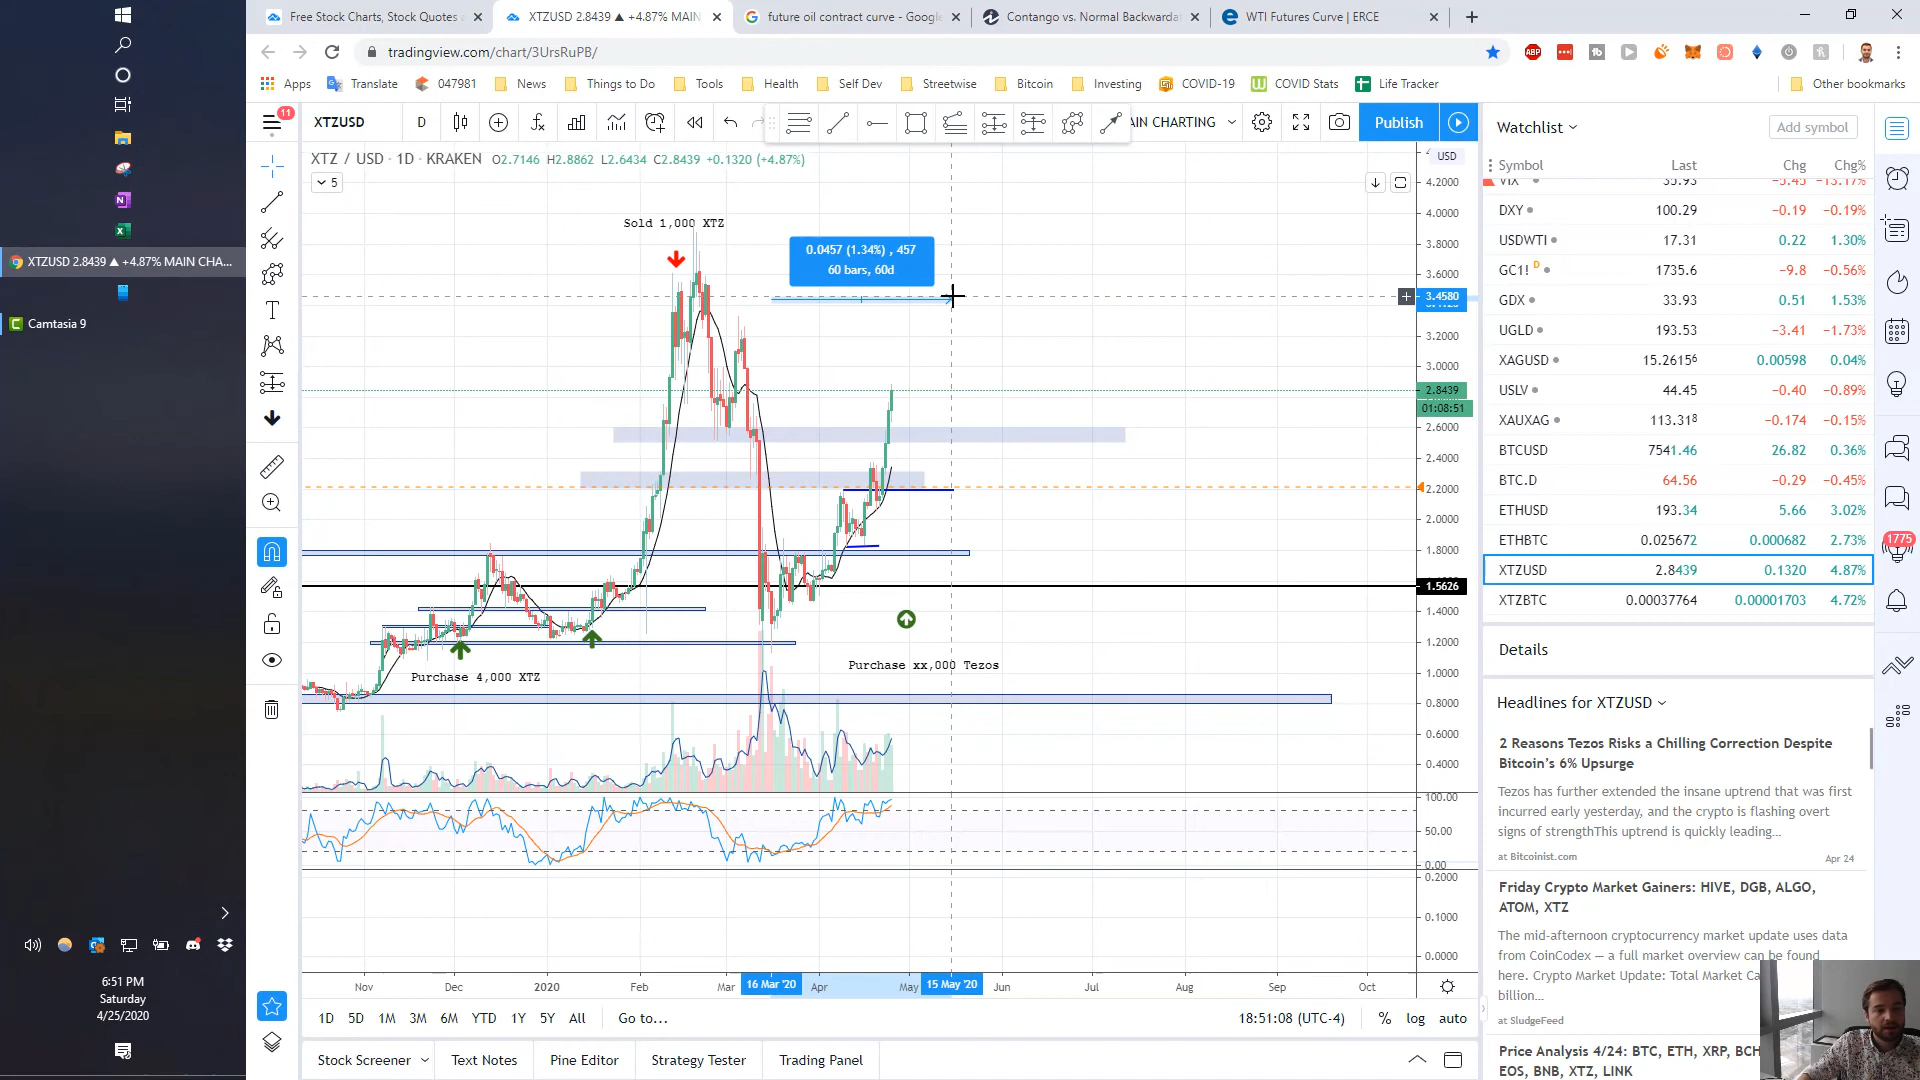 Free Stock Charts, Stock Quotes
XTZUSD 2.8439 ▲ +4.87% MAIN
future oil contract curve - Google
Contango vs. Normal Backwarda
WTI Futures Curve | ERCE
tradingview.com/chart/3UrsRuPB/
Apps
Translate
047981
News
Things to Do
Tools
Health
Self Dev
Streetwise
Bitcoin
Investing
COVID-19
COVID Stats
Life Tracker
Other bookmarks
11
XTZUSD
D
AIN CHARTING
Publish
XTZ / USD · 1D · KRAKEN O2.7146 H2.8862 L2.6434 C2.8439 +0.1320 (+4.87%)
5
USD
Sold 1,000 XTZ
0.0457 (1.34%) , 457
60 bars, 60d
Purchase 4,000 XTZ
Purchase xx,000 Tezos
4.2000
4.0000
3.8000
3.6000
3.4580
3.2000
3.0000
2.8439
01:08:51
2.6000
2.4000
2.2000
2.0000
1.8000
1.5626
1.4000
1.2000
1.0000
0.8000
0.6000
0.4000
100.00
50.00
0.00
0.2000
0.1000
0.0000
Nov
Dec
2020
Feb
Mar
16 Mar '20
Apr
May
15 May '20
Jun
Jul
Aug
Sep
Oct
1D 5D 1M 3M 6M YTD 1Y 5Y All Go to...
18:51:08 (UTC-4) % log auto
Stock Screener
Text Notes
Pine Editor
Strategy Tester
Trading Panel
Watchlist
Add symbol
Symbol Last Chg Chg%
VIX 35.93 −5.45 −13.17%
DXY 100.29 −0.19 −0.19%
USDWTI 17.31 0.22 1.30%
GC1! D 1735.6 −9.8 −0.56%
GDX 33.93 0.51 1.53%
UGLD 193.53 −3.41 −1.73%
XAGUSD 15.2615⁶ 0.00598 0.04%
USLV 44.45 −0.40 −0.89%
XAUXAG 113.31⁸ −0.174 −0.15%
BTCUSD 7541.46 26.82 0.36%
BTC.D 64.56 −0.29 −0.45%
ETHUSD 193.34 5.66 3.02%
ETHBTC 0.025672 0.000682 2.73%
XTZUSD 2.8439 0.1320 4.87%
XTZBTC 0.00037764 0.00001703 4.72%
Details
Headlines for XTZUSD
2 Reasons Tezos Risks a Chilling Correction Despite
Bitcoin's 6% Upsurge
Tezos has further extended the insane uptrend that was first
incurred early yesterday, and the crypto is flashing overt
signs of strengthThis uptrend is quickly leading...
at Bitcoinist.com
Apr 24
Friday Crypto Market Gainers: HIVE, DGB, ALGO,
ATOM, XTZ
The mid-afternoon cryptocurrency market update uses data
from CoinCodex — a full market overview can be found
here. Crypto Market Update: Total Market Ca
billion...
at SludgeFeed
Price Analysis 4/24: BTC, ETH, XRP, BCH
EOS, BNB, XTZ, LINK
1775
ABP
XTZUSD 2.8439 ▲ +4.87% MAIN CHA...
Camtasia 9
6:51 PM
Saturday
4/25/2020